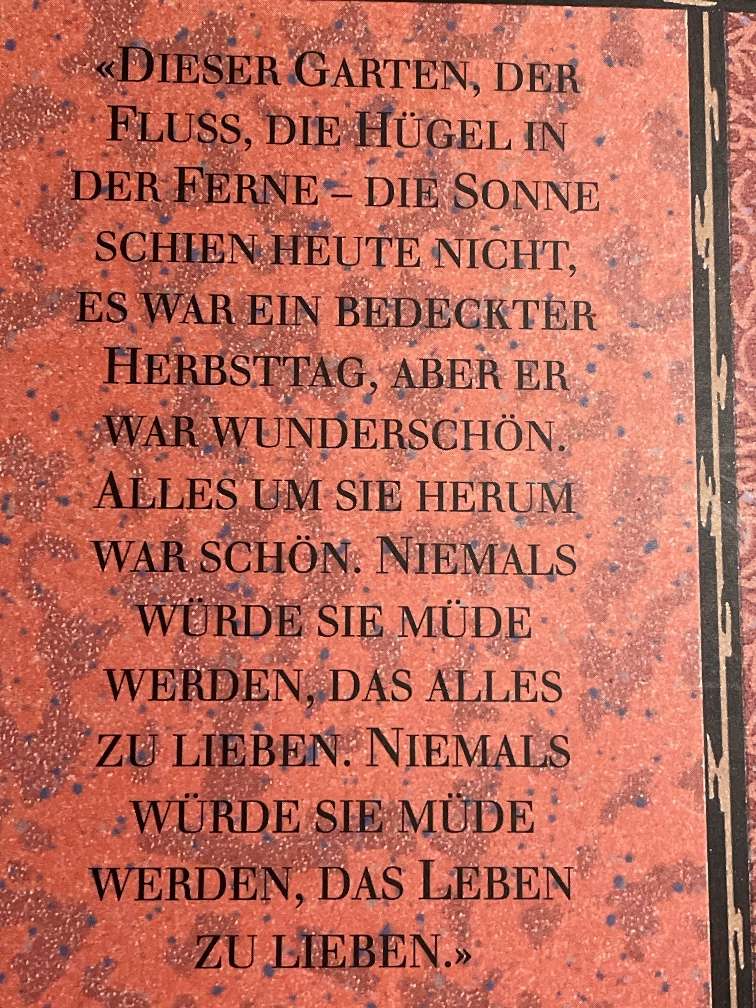 «Dieser Garten, der
Fluss, die Hügel in
der Ferne – die Sonne
schien heute nicht,
es war ein bedeckter
Herbsttag, aber er
war wunderschön.
Alles um sie herum
war schön. Niemals
würde sie müde
werden, das alles
zu lieben. Niemals
würde sie müde
werden, das Leben
zu lieben.»